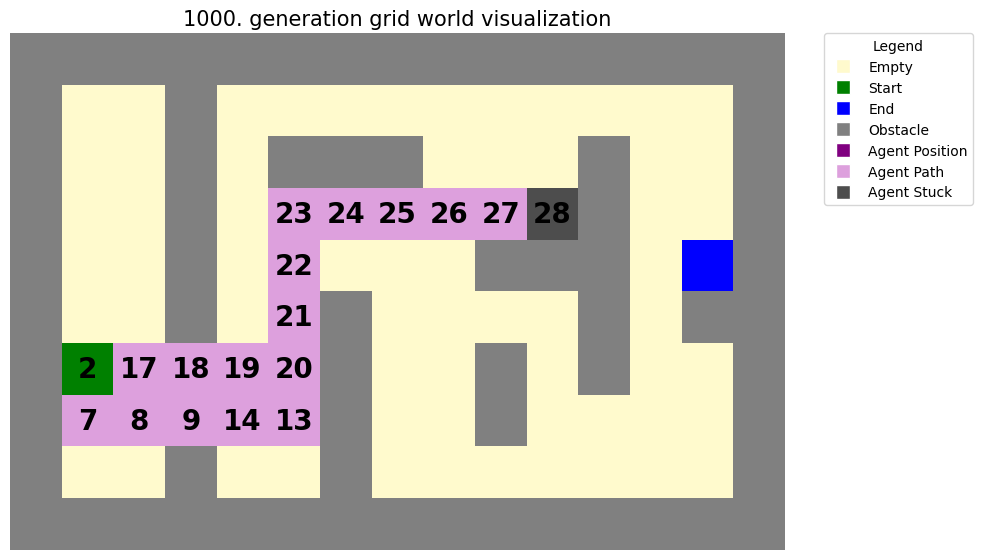 1000. generation grid world visualization
Legend
Empty
Start
End
Obstacle
Agent Position
Agent Path
Agent Stuck
23 24 25 26 27 28
22
21
2 17 18 19 20
7 8 9 14 13